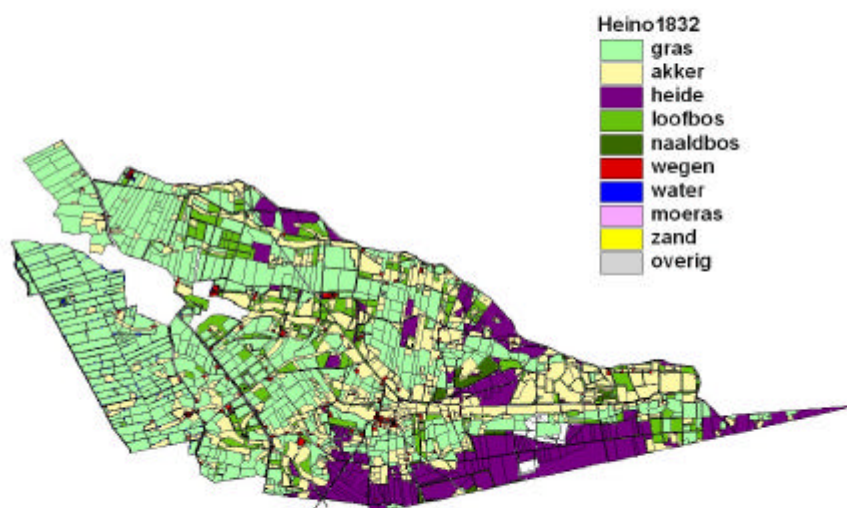 Heino1832
gras
akker
heide
loofbos
naaldbos
wegen
water
moeras
zand
overig